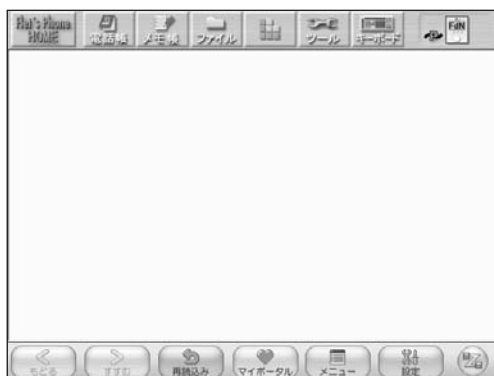 Flet's Phone
HOME
電話帳
メモ帳
ファイル
ツール
キーボード
EdN
もどる
すすむ
再読込み
マイポータル
メニュー
設定